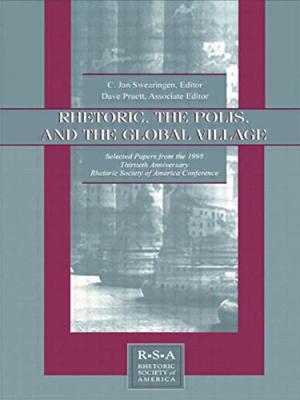 C. Jan Swearingen, Editor
Dave Pruett, Associate Editor
RHETORIC, THE POLIS,
AND THE GLOBAL VILLAGE
Selected Papers from the 1998
Thirtieth Anniversary
Rhetoric Society of America Conference
R•S•A
RHETORIC
SOCIETY of
AMERICA